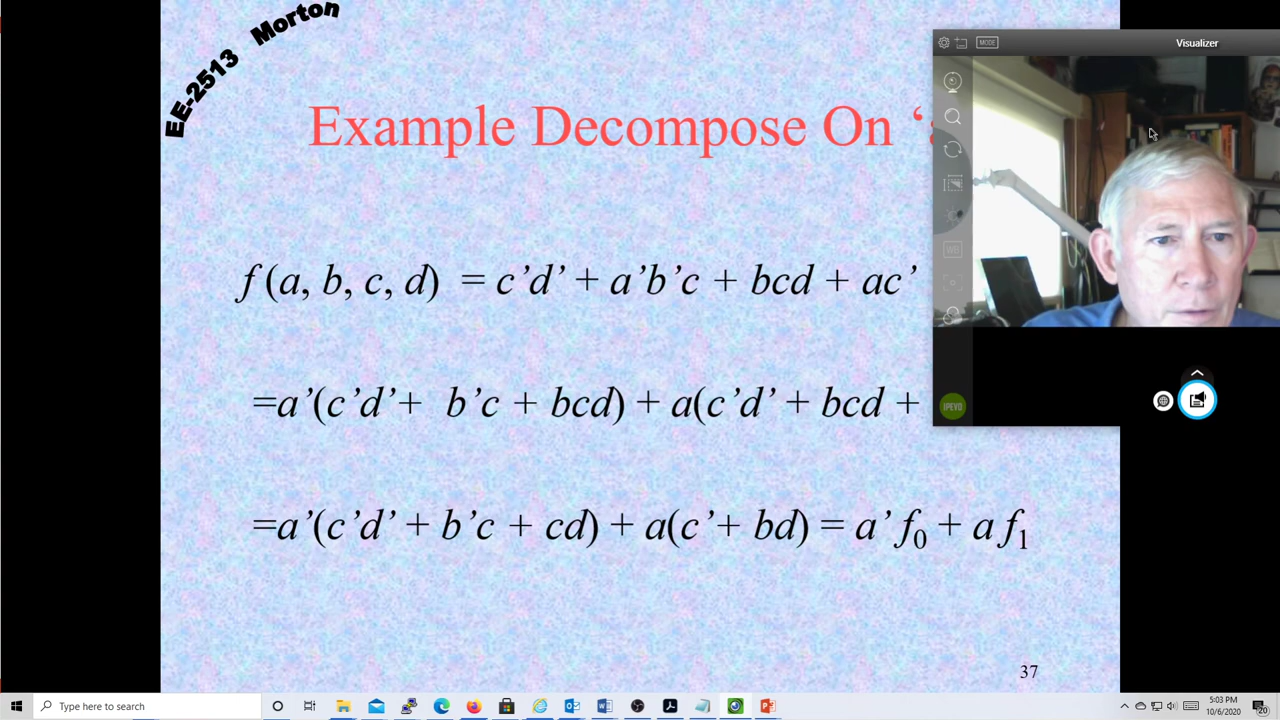 EE-2513 Morton
Visualizer
MODE
Example Decompose On ‘
f (a, b, c, d) = c’d’ + a’b’c + bcd + ac’
=a’(c’d’+ b’c + bcd) + a(c’d’ + bcd +
IPEVO
=a’(c’d’ + b’c + cd) + a(c’+ bd) = a’ f₀ + a f₁
37
Type here to search
5:03 PM
10/6/2020
20